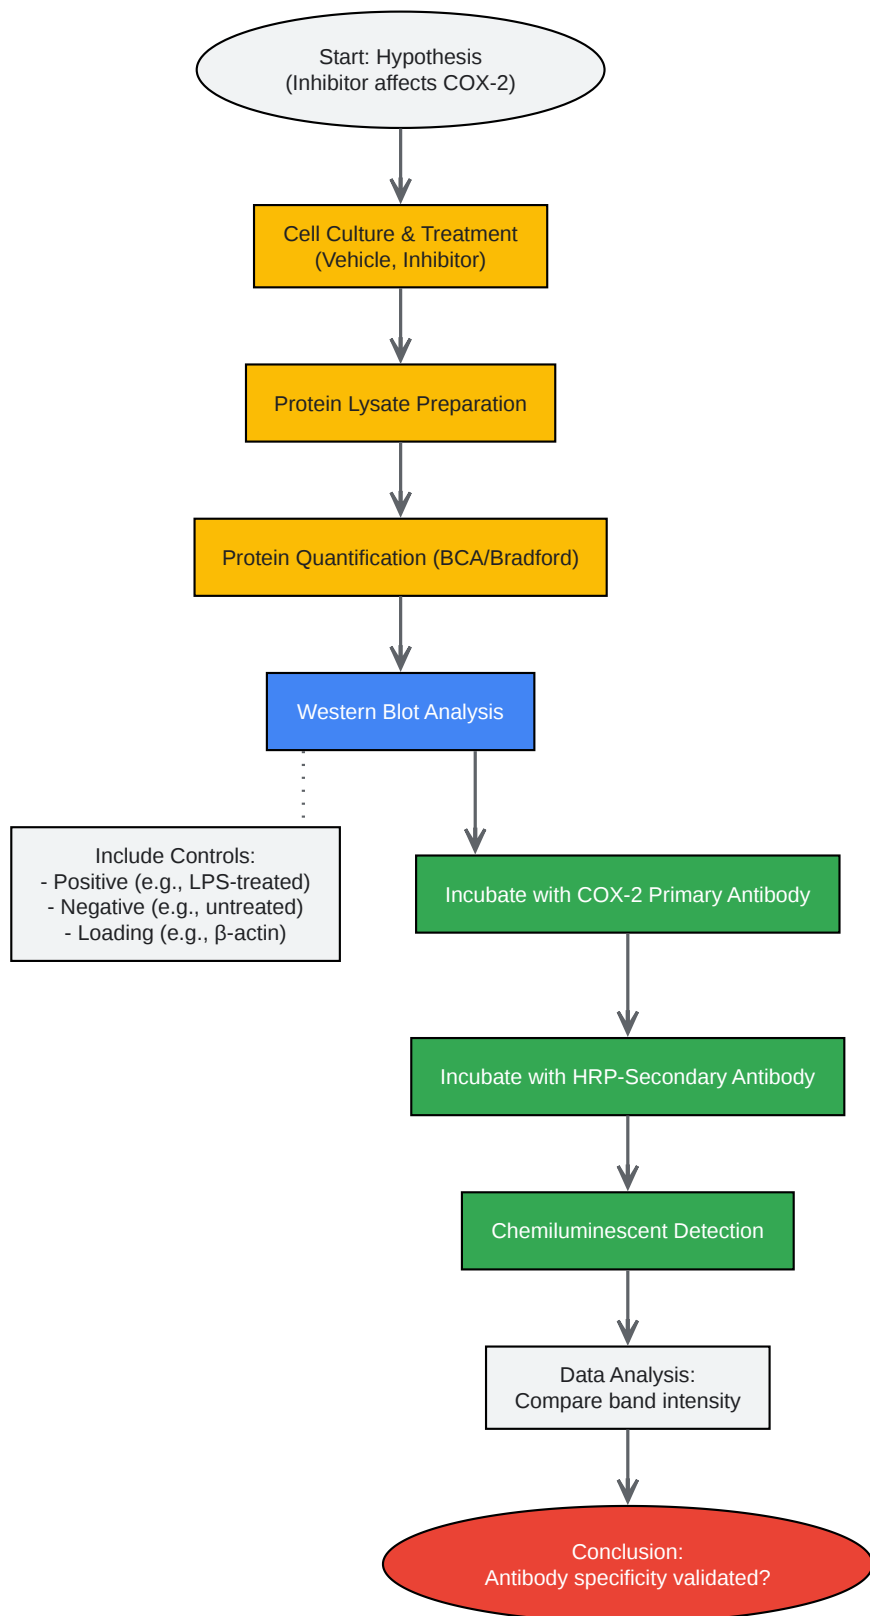 Start: Hypothesis
(Inhibitor affects COX-2)
Cell Culture & Treatment
(Vehicle, Inhibitor)
Protein Lysate Preparation
Protein Quantification (BCA/Bradford)
Western Blot Analysis
Include Controls:
- Positive (e.g., LPS-treated)
- Negative (e.g., untreated)
- Loading (e.g., β-actin)
Incubate with COX-2 Primary Antibody
Incubate with HRP-Secondary Antibody
Chemiluminescent Detection
Data Analysis:
Compare band intensity
Conclusion:
Antibody specificity validated?